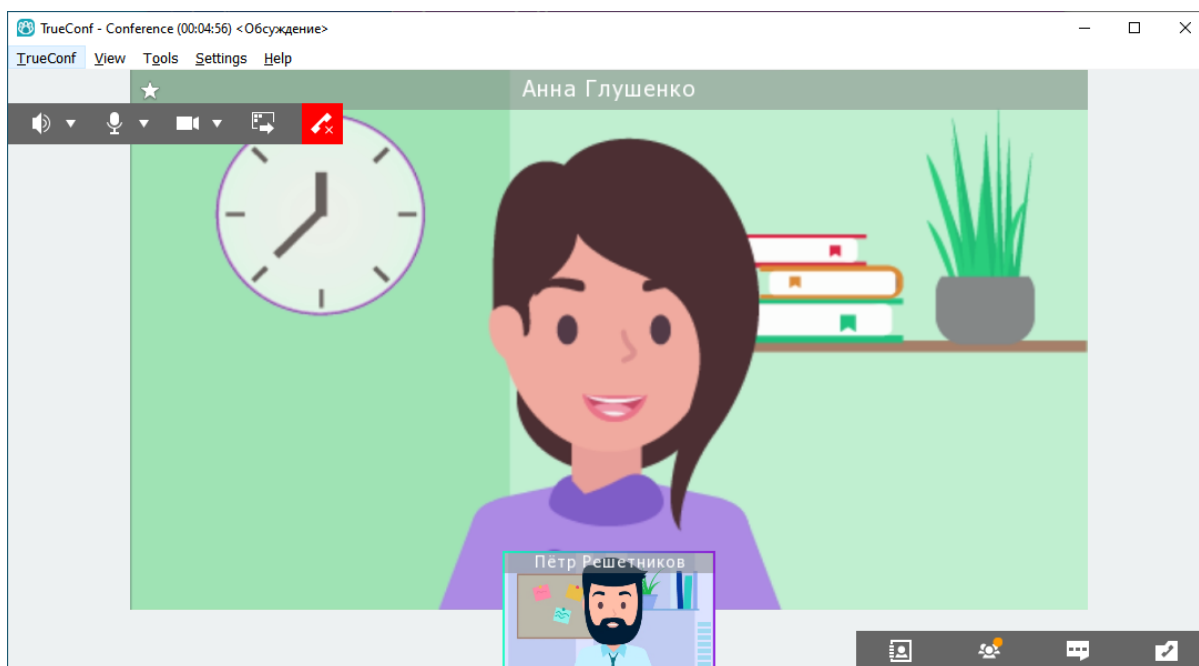 TrueConf - Conference (00:04:56) <Обсуждение>
TrueConf View Tools Settings Help
Анна Глушенко
Пётр Решетников